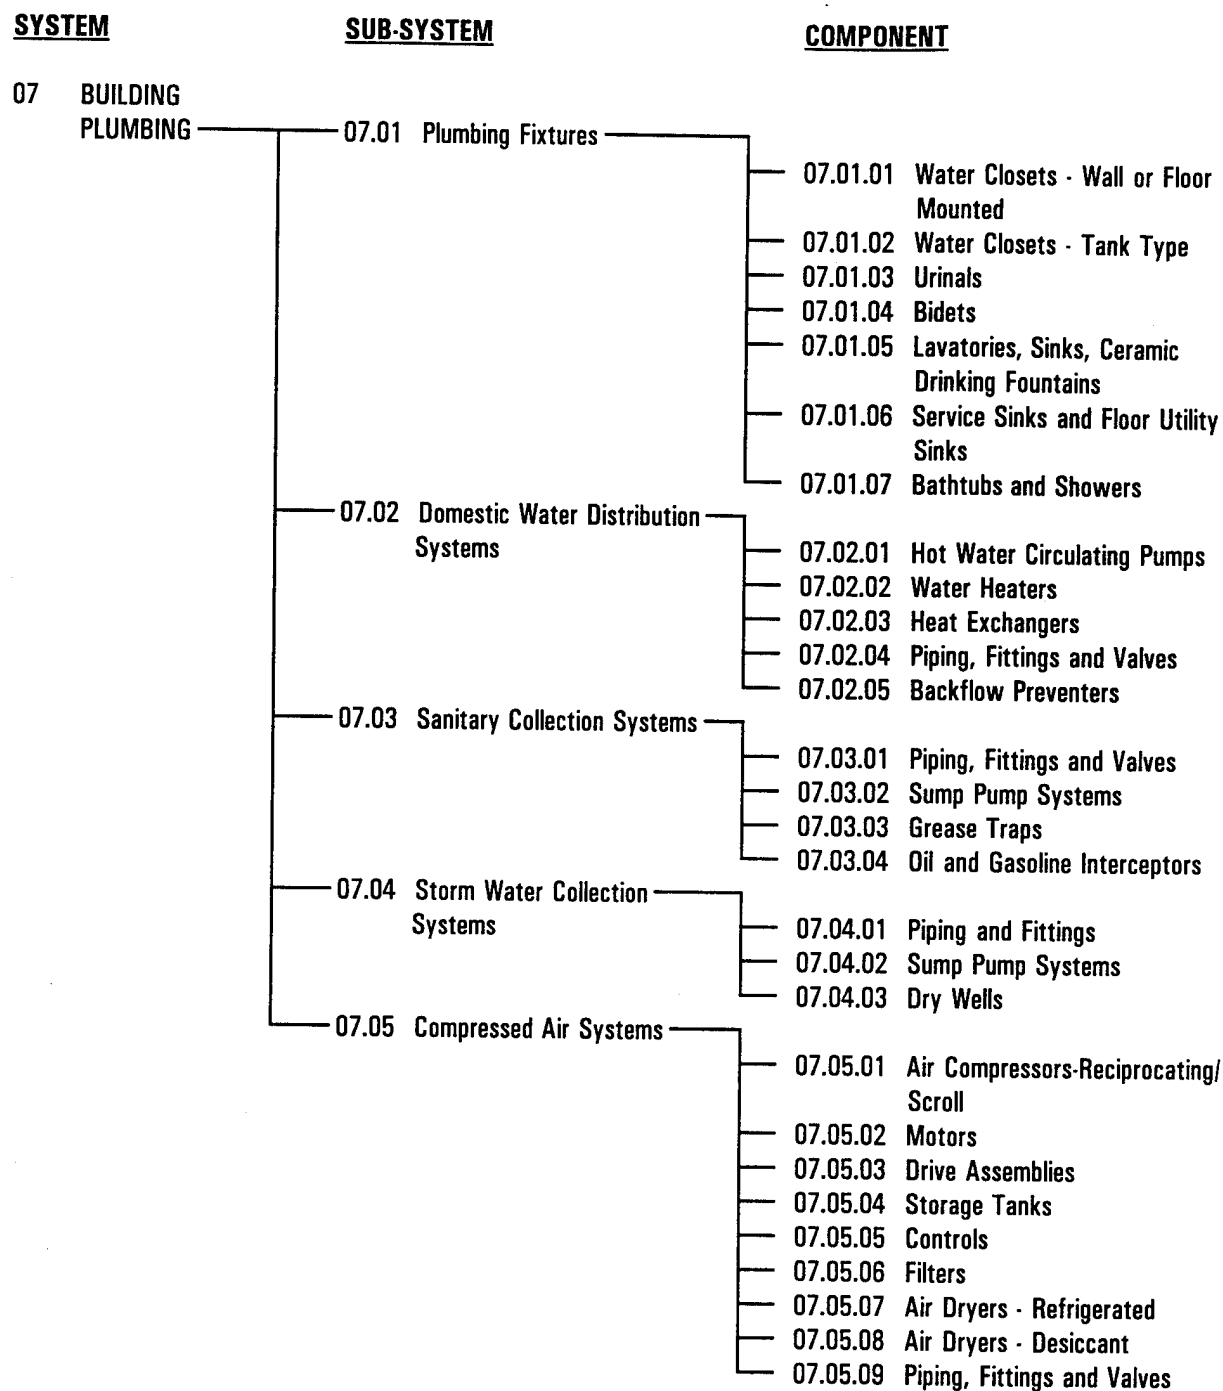 SYSTEM
SUB-SYSTEM
COMPONENT
07 BUILDING
PLUMBING
07.01 Plumbing Fixtures
07.01.01 Water Closets - Wall or Floor
Mounted
07.01.02 Water Closets - Tank Type
07.01.03 Urinals
07.01.04 Bidets
07.01.05 Lavatories, Sinks, Ceramic
Drinking Fountains
07.01.06 Service Sinks and Floor Utility
Sinks
07.01.07 Bathtubs and Showers
07.02 Domestic Water Distribution
Systems
07.02.01 Hot Water Circulating Pumps
07.02.02 Water Heaters
07.02.03 Heat Exchangers
07.02.04 Piping, Fittings and Valves
07.02.05 Backflow Preventers
07.03 Sanitary Collection Systems
07.03.01 Piping, Fittings and Valves
07.03.02 Sump Pump Systems
07.03.03 Grease Traps
07.03.04 Oil and Gasoline Interceptors
07.04 Storm Water Collection
Systems
07.04.01 Piping and Fittings
07.04.02 Sump Pump Systems
07.04.03 Dry Wells
07.05 Compressed Air Systems
07.05.01 Air Compressors-Reciprocating/
Scroll
07.05.02 Motors
07.05.03 Drive Assemblies
07.05.04 Storage Tanks
07.05.05 Controls
07.05.06 Filters
07.05.07 Air Dryers - Refrigerated
07.05.08 Air Dryers - Desiccant
07.05.09 Piping, Fittings and Valves